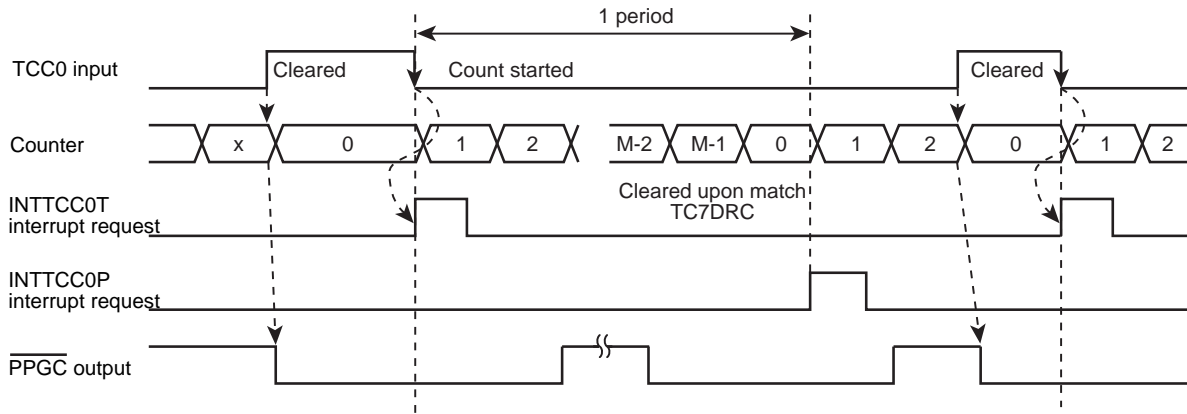 1 period
TCC0 input
Cleared
Count started
Cleared
Counter
x
0
1
2
M-2
M-1
0
1
2
0
1
2
INTTCC0T
interrupt request
Cleared upon match
TC7DRC
INTTCC0P
interrupt request
PPGC output